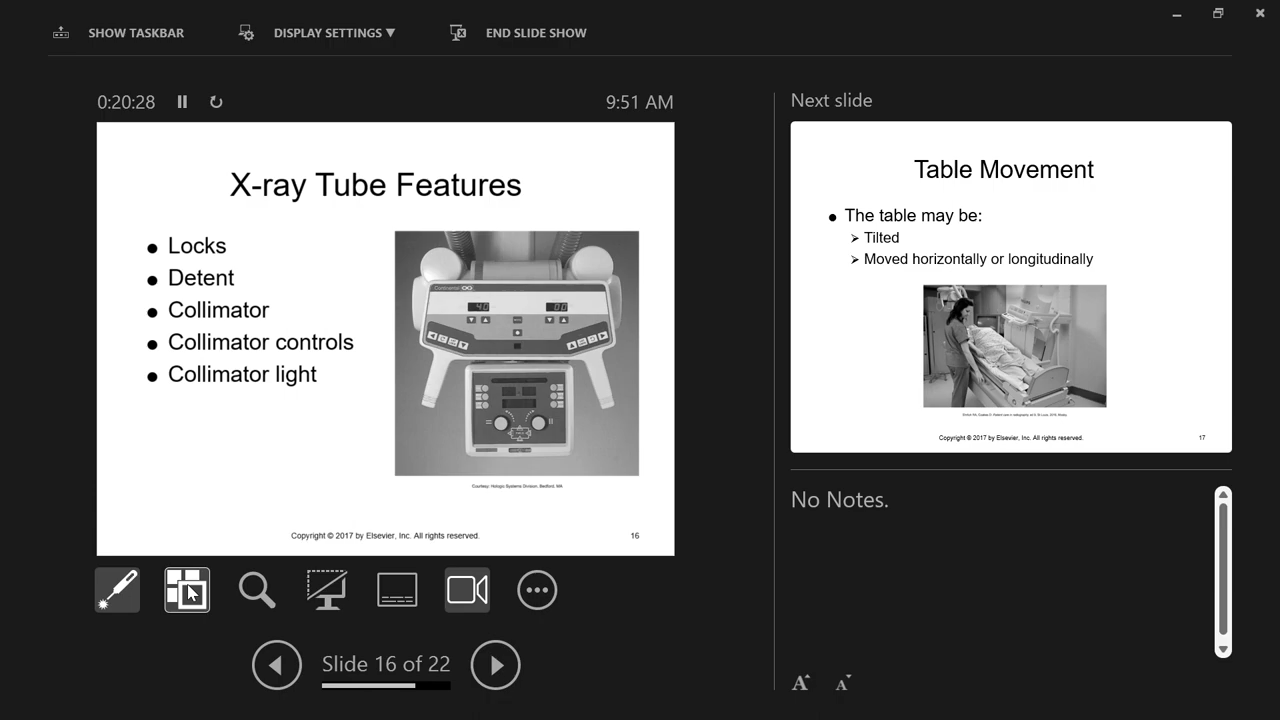 SHOW TASKBAR
DISPLAY SETTINGS ▼
END SLIDE SHOW
0:20:28
9:51 AM
X-ray Tube Features
● Locks
● Detent
● Collimator
● Collimator controls
● Collimator light
40
00
Courtesy: Hologic Systems Division, Bedford, MA
Copyright © 2017 by Elsevier, Inc. All rights reserved.
16
Slide 16 of 22
Next slide
Table Movement
● The table may be:
➢ Tilted
➢ Moved horizontally or longitudinally
Copyright © 2017 by Elsevier, Inc. All rights reserved.
17
No Notes.
A
A